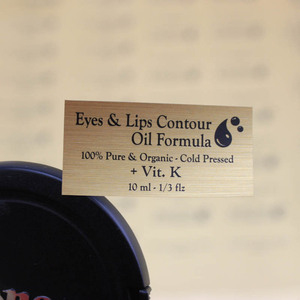 Eyes & Lips Contour
Oil Formula
100% Pure & Organic - Cold Pressed
+ Vit. K
10 ml - 1/3 flz